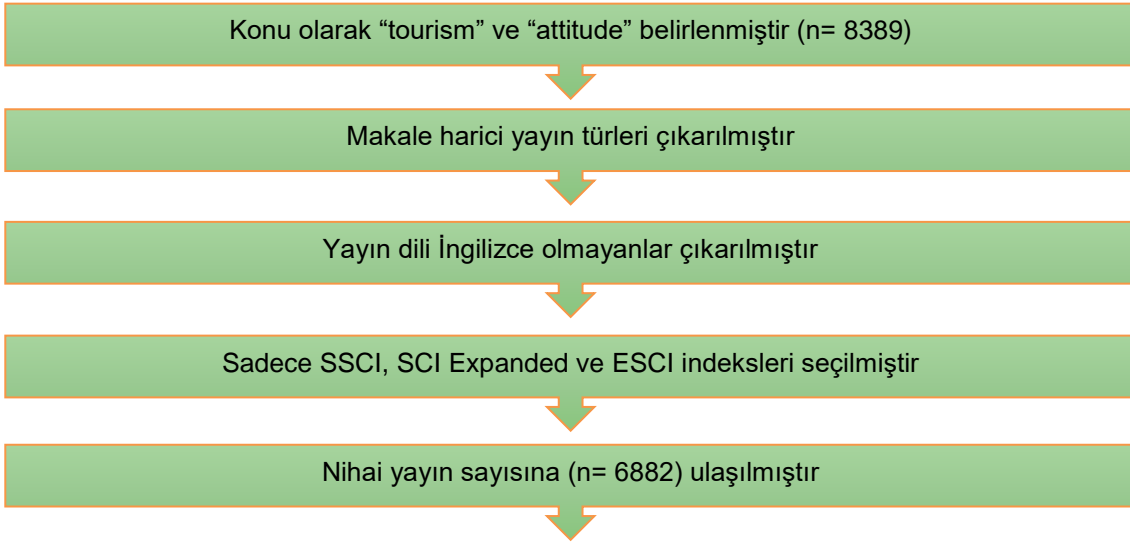 Konu olarak “tourism” ve “attitude” belirlenmiştir (n= 8389)
Makale harici yayın türleri çıkarılmıştır
Yayın dili İngilizce olmayanlar çıkarılmıştır
Sadece SSCI, SCI Expanded ve ESCI indeksleri seçilmiştir
Nihai yayın sayısına (n= 6882) ulaşılmıştır